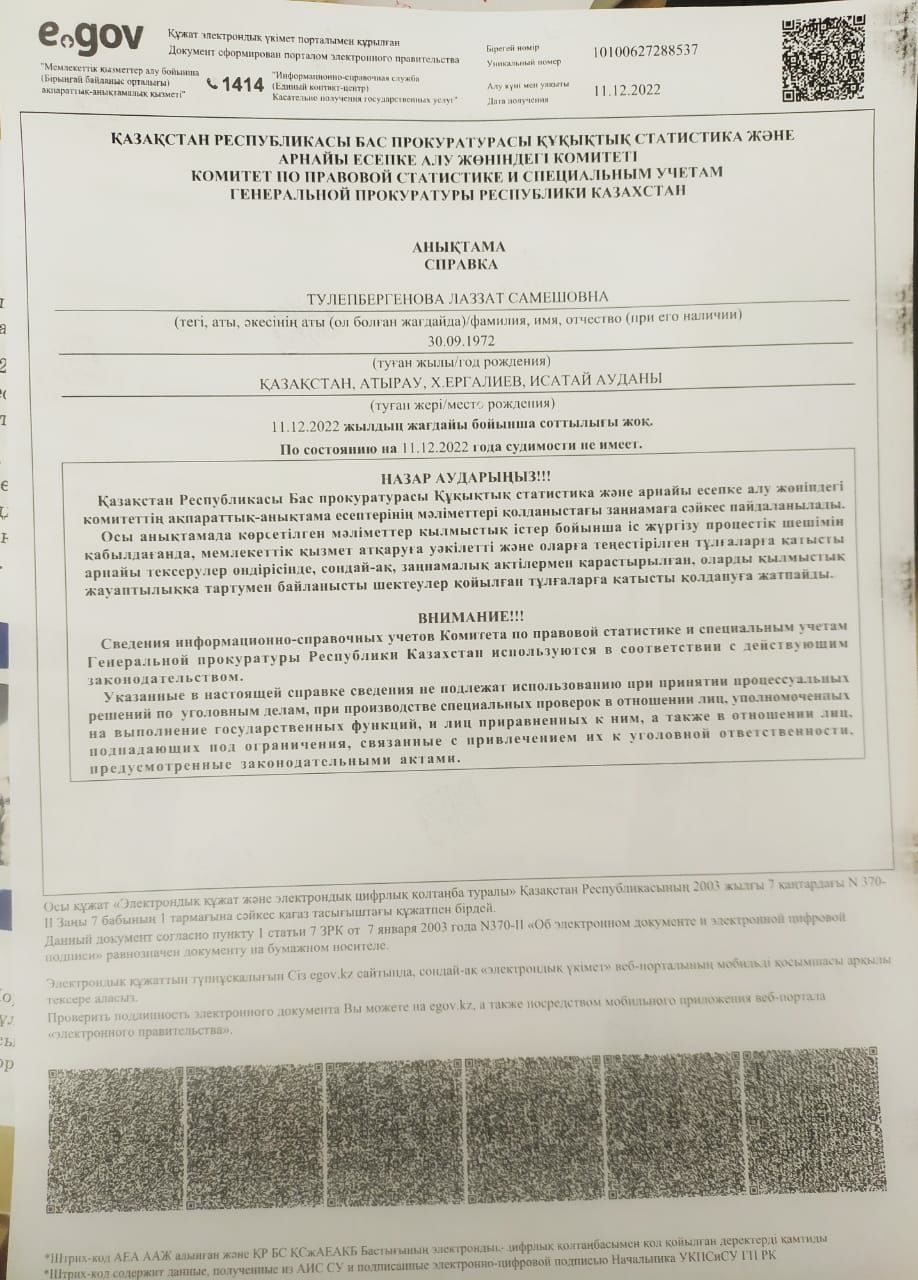 egov
Құжат электрондық үкімет порталымен құрылған
Документ сформирован порталом электронного правительства
"Мемлекеттік қызметтер алу бойынша
(Бірыңғай байланыс орталығы)
ақпараттық-анықтамалық қызметі"
1414
"Информационно-справочная служба
(Единый контакт-центр)
Касательно получения государственных услуг"
Бірегей нөмір
Уникальный номер
10100627288537
Алу күні мен уақыты
Дата получения
11.12.2022
ҚАЗАҚСТАН РЕСПУБЛИКАСЫ БАС ПРОКУРАТУРАСЫ ҚҰҚЫҚТЫҚ СТАТИСТИКА ЖӘНЕ
АРНАЙЫ ЕСЕПКЕ АЛУ ЖӨНІНДЕГІ КОМИТЕТІ
КОМИТЕТ ПО ПРАВОВОЙ СТАТИСТИКЕ И СПЕЦИАЛЬНЫМ УЧЕТАМ
ГЕНЕРАЛЬНОЙ ПРОКУРАТУРЫ РЕСПУБЛИКИ КАЗАХСТАН
АНЫҚТАМА
СПРАВКА
ТУЛЕПБЕРГЕНОВА ЛАЗЗАТ САМЕШОВНА
(тегі, аты, әкесінің аты (ол болған жағдайда)/фамилия, имя, отчество (при его наличии)
30.09.1972
(туған жылы/год рождения)
ҚАЗАҚСТАН, АТЫРАУ, Х.ЕРГАЛИЕВ, ИСАТАЙ АУДАНЫ
(туған жері/место рождения)
11.12.2022 жылдың жағдайы бойынша соттылығы жоқ.
По состоянию на 11.12.2022 года судимости не имеет.
НАЗАР АУДАРЫҢЫЗ!!!
Қазақстан Республикасы Бас прокуратурасы Құқықтық статистика және арнайы есепке алу жөніндегі
комитеттің ақпараттық-анықтама есептерінің мәліметтері қолданыстағы заңнамаға сәйкес пайдаланылады.
Осы анықтамада көрсетілген мәліметтер қылмыстық істер бойынша іс жүргізу процестік шешімін
қабылдағанда, мемлекеттік қызмет атқаруға уәкілетті және оларға теңестірілген тұлғаларға қатысты
арнайы тексерулер өндірісінде, сондай-ақ, заңнамалық актілермен қарастырылған, оларды қылмыстық
жауаптылыққа тартумен байланысты шектеулер қойылған тұлғаларға қатысты қолдануға жатпайды.
ВНИМАНИЕ!!!
Сведения информационно-справочных учетов Комитета по правовой статистике и специальным учетам
Генеральной прокуратуры Республики Казахстан используются в соответствии с действующим
законодательством.
Указанные в настоящей справке сведения не подлежат использованию при принятии процессуальных
решений по уголовным делам, при производстве специальных проверок в отношении лиц, уполномоченных
на выполнение государственных функций, и лиц приравненных к ним, а также в отношении лиц,
подпадающих под ограничения, связанные с привлечением их к уголовной ответственности,
предусмотренные законодательными актами.
Осы құжат «Электрондық құжат және электрондық цифрлық қолтаңба туралы» Қазақстан Республикасының 2003 жылғы 7 қаңтардағы N 370-
II Заңы 7 бабының 1 тармағына сәйкес қағаз тасығыштағы құжатпен бірдей.
Данный документ согласно пункту 1 статьи 7 ЗРК от 7 января 2003 года N370-II «Об электронном документе и электронной цифровой
подписи» равнозначен документу на бумажном носителе.
Электрондық құжаттың түпнұсқалығын Сіз egov.kz сайтында, сондай-ақ «электрондық үкімет» веб-порталының мобильді қосымшасы арқылы
тексере аласыз.
Проверить подлинность электронного документа Вы можете на egov.kz, а также посредством мобильного приложения веб-портала
«электронного правительства».
*Штрих-код АЕА ААЖ алынған және ҚР БС ҚСжАЕАКБ Бастығының электрондық-цифрлық қолтаңбасымен қол қойылған деректерді қамтиды
*Штрих-код содержит данные, полученные из АИС СУ и подписанные электронно-цифровой подписью Начальника УКПСиСУ ГП РК